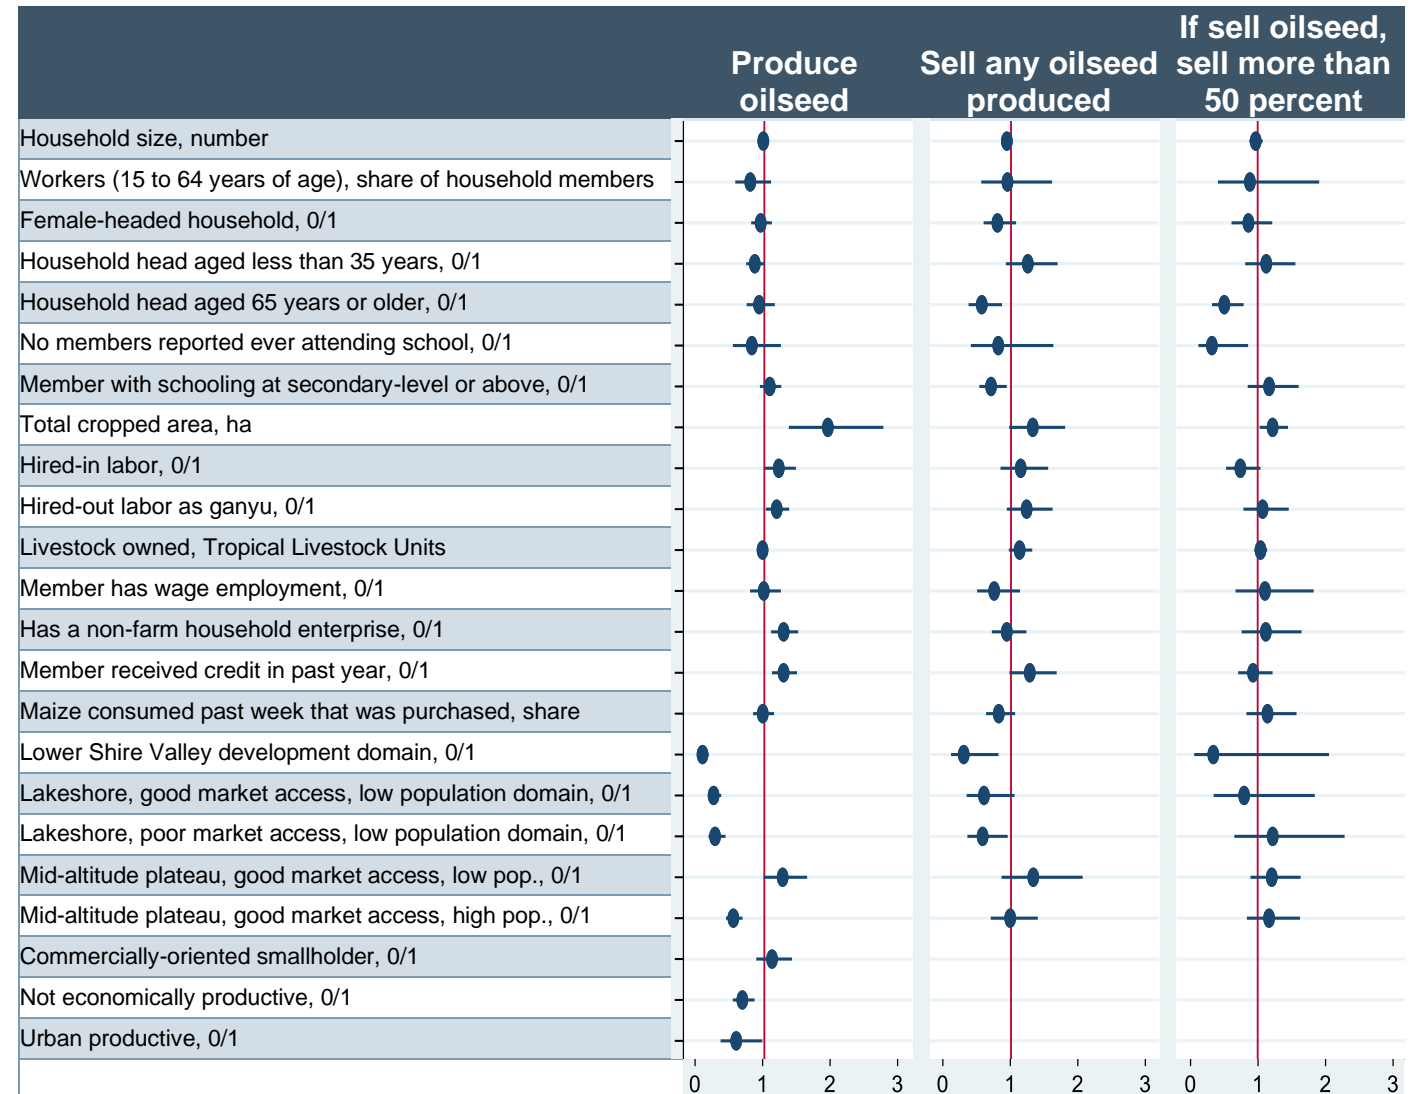 If sell oilseed,
Produce Sell any oilseed sell more than
oilseed produced 50 percent
Household size, number
Workers (15 to 64 years of age), share of household members
Female-headed household, 0/1
Household head aged less than 35 years, 0/1
Household head aged 65 years or older, 0/1
No members reported ever attending school, 0/1
Member with schooling at secondary-level or above, 0/1
Total cropped area, ha
Hired-in labor, 0/1
Hired-out labor as ganyu, 0/1
Livestock owned, Tropical Livestock Units
Member has wage employment, 0/1
Has a non-farm household enterprise, 0/1
Member received credit in past year, 0/1
Maize consumed past week that was purchased, share
Lower Shire Valley development domain, 0/1
Lakeshore, good market access, low population domain, 0/1
Lakeshore, poor market access, low population domain, 0/1
Mid-altitude plateau, good market access, low pop., 0/1
Mid-altitude plateau, good market access, high pop., 0/1
Commercially-oriented smallholder, 0/1
Not economically productive, 0/1
Urban productive, 0/1
0 1 2 3 0 1 2 3 0 1 2 3